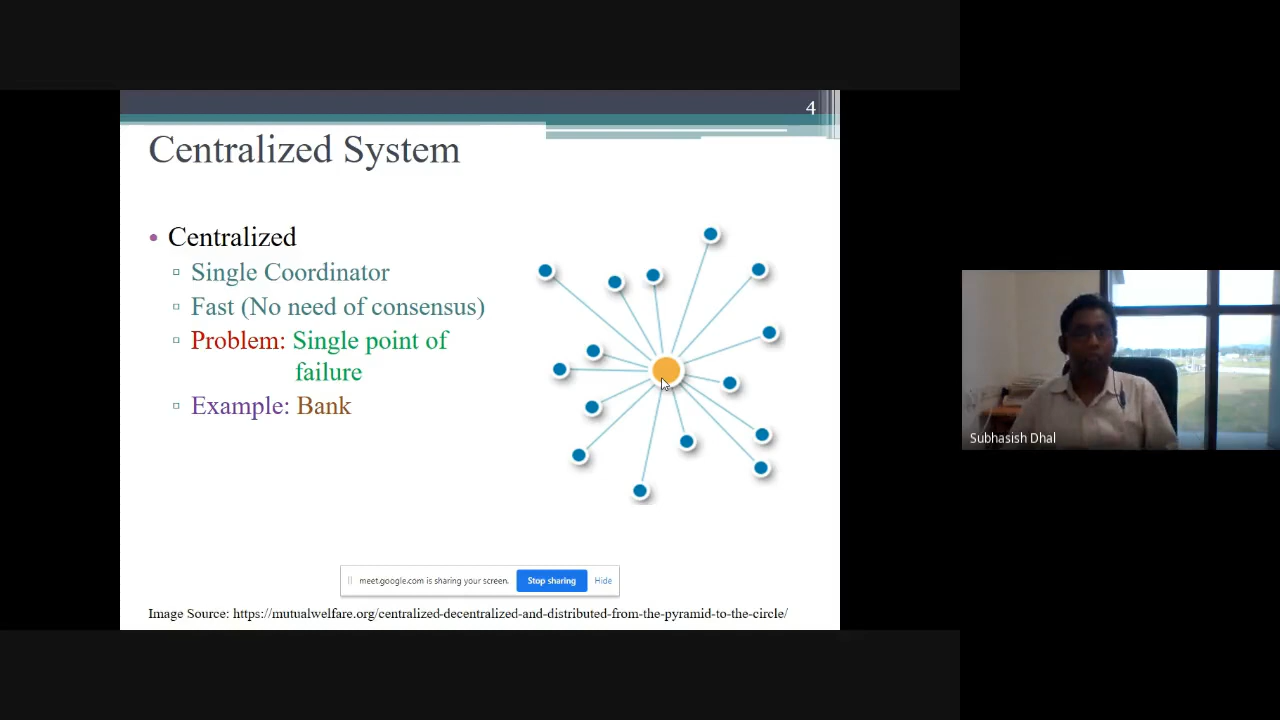 4
Centralized System
• Centralized
▫ Single Coordinator
▫ Fast (No need of consensus)
▫ Problem: Single point of
failure
▫ Example: Bank
meet.google.com is sharing your screen.
Stop sharing
Hide
Image Source: https://mutualwelfare.org/centralized-decentralized-and-distributed-from-the-pyramid-to-the-circle/
Subhasish Dhal